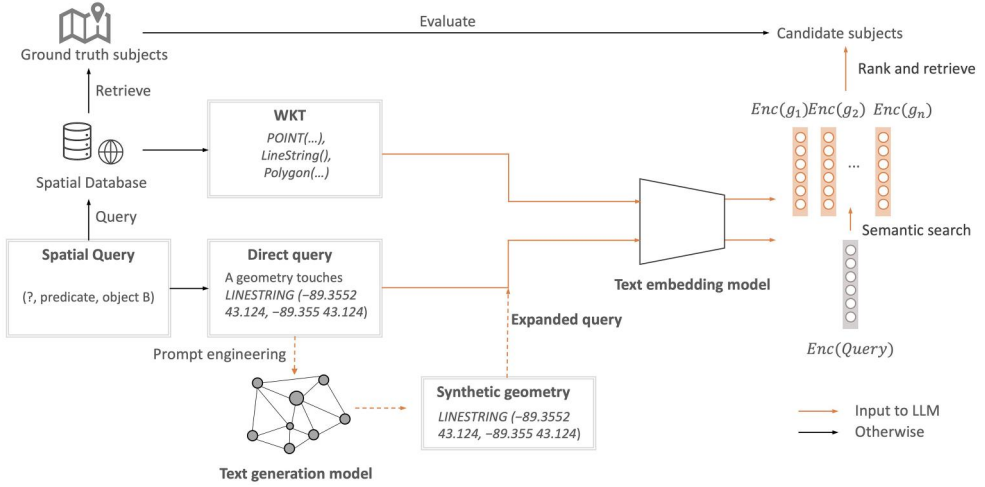 Evaluate
Ground truth subjects
Candidate subjects
Retrieve
Rank and retrieve
WKT
POINT(...),
LineString(),
Polygon(...)
Enc(g₁)Enc(g₂) Enc(gₙ)
...
Spatial Database
Query
Semantic search
Spatial Query
(?, predicate, object B)
Direct query
A geometry touches
LINESTRING (−89.3552
43.124, −89.355 43.124)
Text embedding model
Expanded query
Prompt engineering
Enc(Query)
Synthetic geometry
LINESTRING (−89.3552
43.124, −89.355 43.124)
Text generation model
Input to LLM
Otherwise